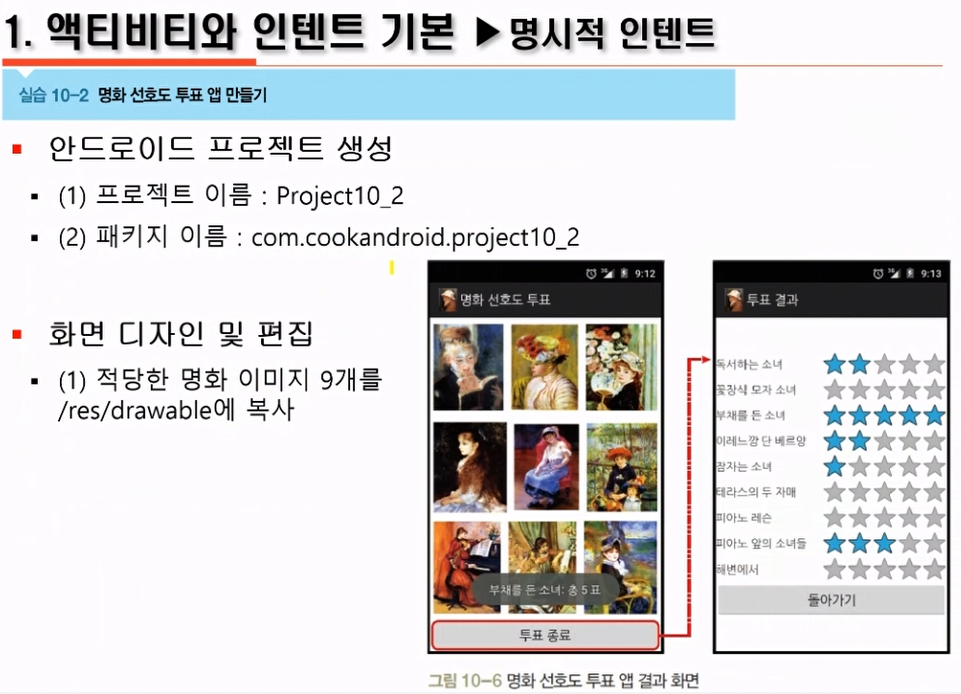 1. 액티비티와 인텐트 기본 ▶명시적 인텐트
실습 10-2 명화 선호도 투표 앱 만들기
안드로이드 프로젝트 생성
(1) 프로젝트 이름 : Project10_2
(2) 패키지 이름 : com.cookandroid.project10_2
화면 디자인 및 편집
(1) 적당한 명화 이미지 9개를
/res/drawable에 복사
9:12
명화 선호도 투표
부채를 든 소녀: 총 5 표
투표 종료
9:13
투표 결과
독서하는 소녀
꽃장식 모자 소녀
부채를 든 소녀
이레느깡 단 베르양
잠자는 소녀
테라스의 두 자매
피아노 레슨
피아노 앞의 소녀들
해변에서
돌아가기
그림 10-6 명화 선호도 투표 앱 결과 화면